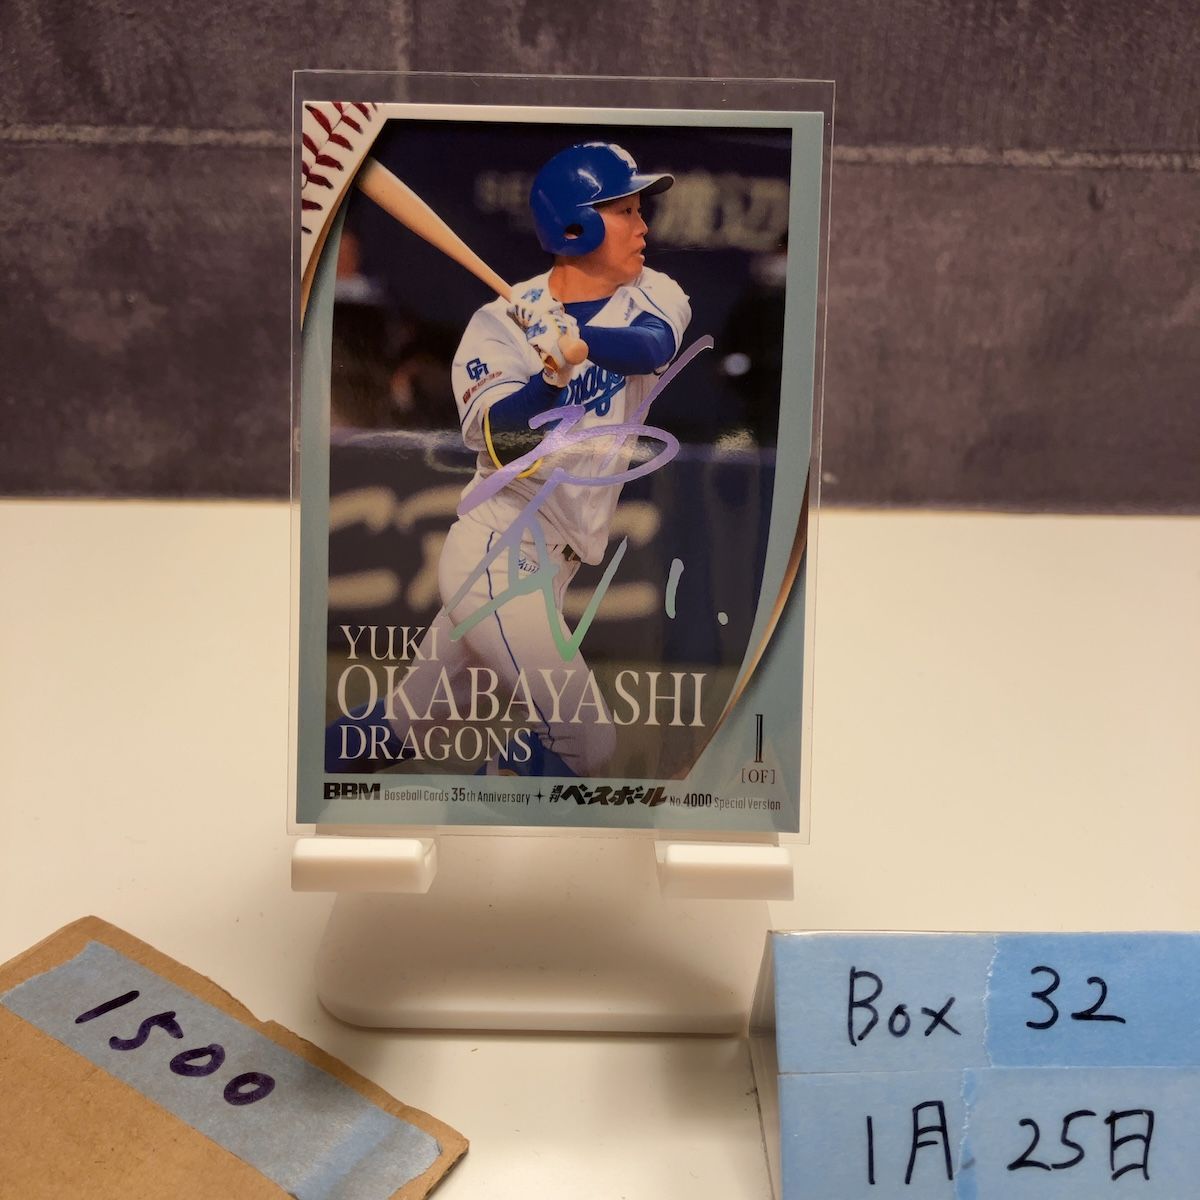 YUKI
OKABAYASHI
DRAGONS
1
[OF]
BBM Baseball Cards 35th Anniversary + 週刊ベースボール No.4000 Special Version
1500
Box 32
1月25日